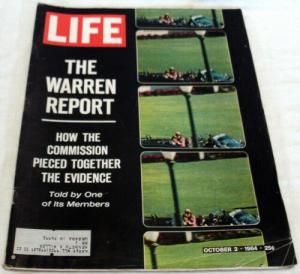 LIFE
THE
WARREN
REPORT
HOW THE
COMMISSION
PIECED TOGETHER
THE EVIDENCE
Told by One
of Its Members
OCTOBER 2 · 1964 · 25¢